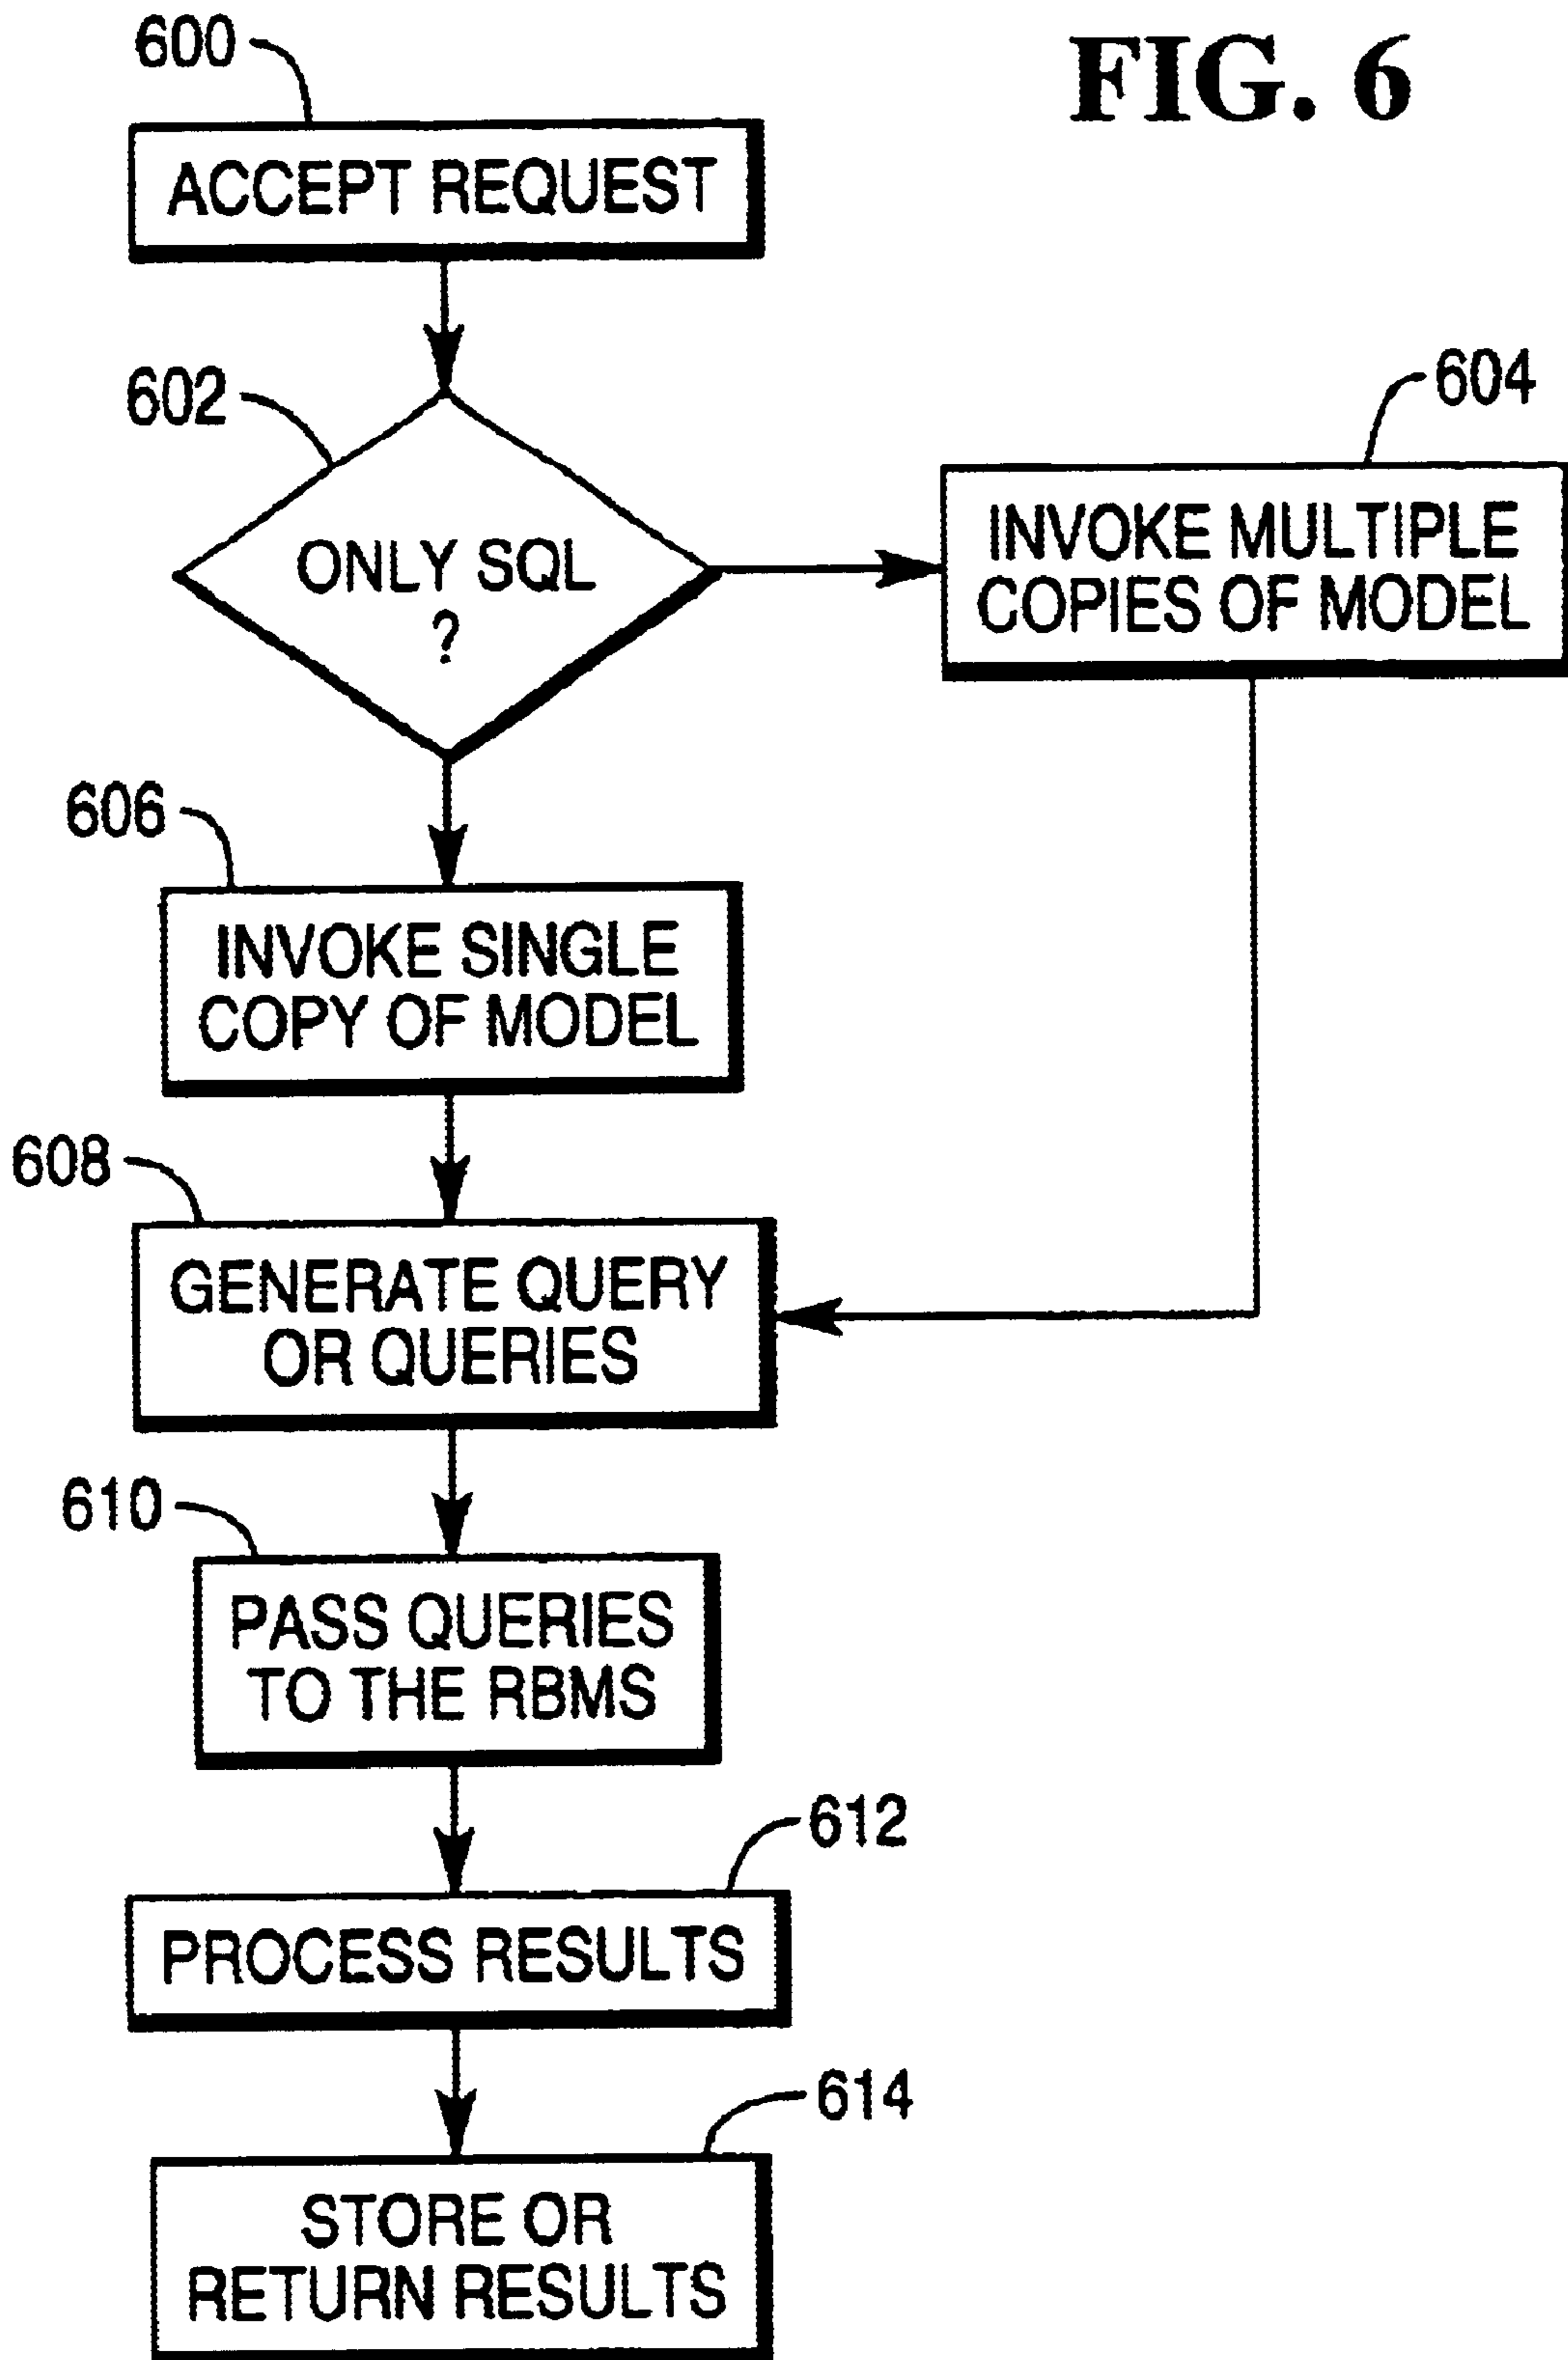 FIG. 6
600
ACCEPT REQUEST
602
ONLY SQL
?
604
INVOKE MULTIPLE
COPIES OF MODEL
606
INVOKE SINGLE
COPY OF MODEL
608
GENERATE QUERY
OR QUERIES
610
PASS QUERIES
TO THE RBMS
612
PROCESS RESULTS
614
STORE OR
RETURN RESULTS